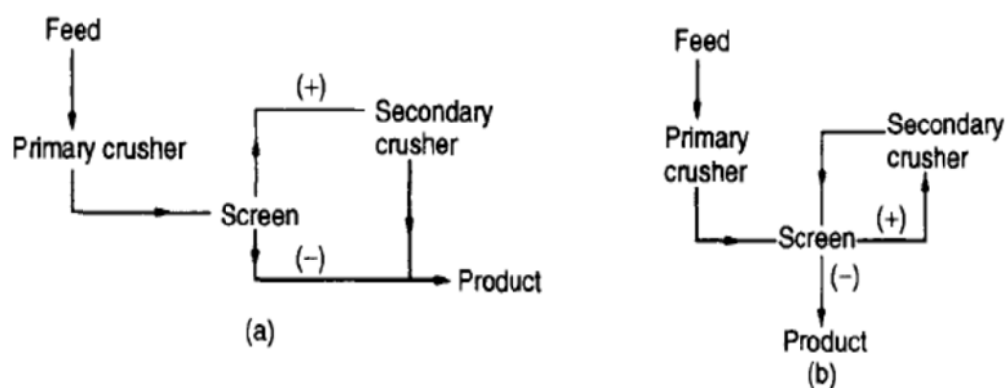 Feed
Primary crusher
Screen
(+)
Secondary
crusher
(−)
Product
(a)
Feed
Primary
crusher
Screen
(+)
Secondary
crusher
(−)
Product
(b)